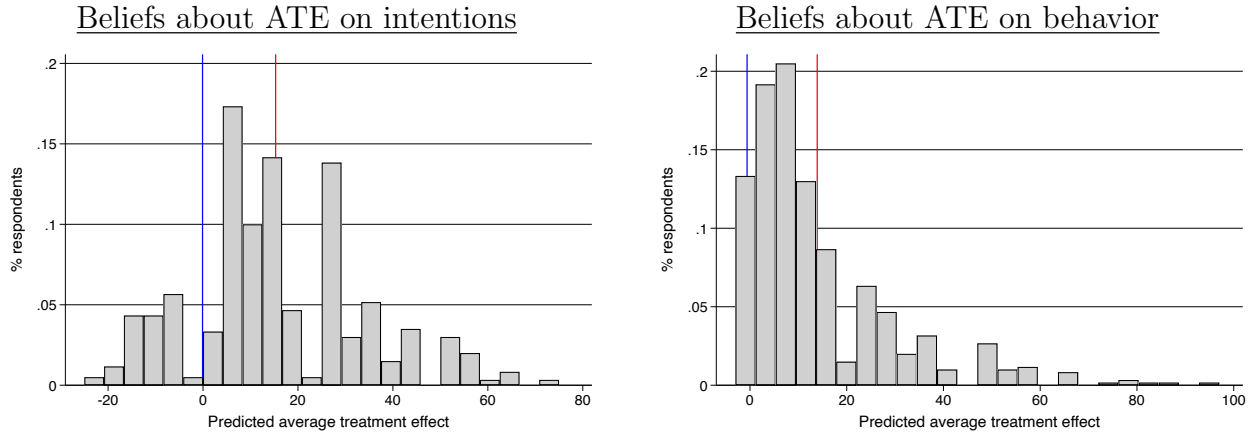 Beliefs about ATE on intentions
.2
.15
.1
.05
0
% respondents
-20 0 20 40 60 80
Predicted average treatment effect
Beliefs about ATE on behavior
.2
.15
.1
.05
0
% respondents
0 20 40 60 80 100
Predicted average treatment effect